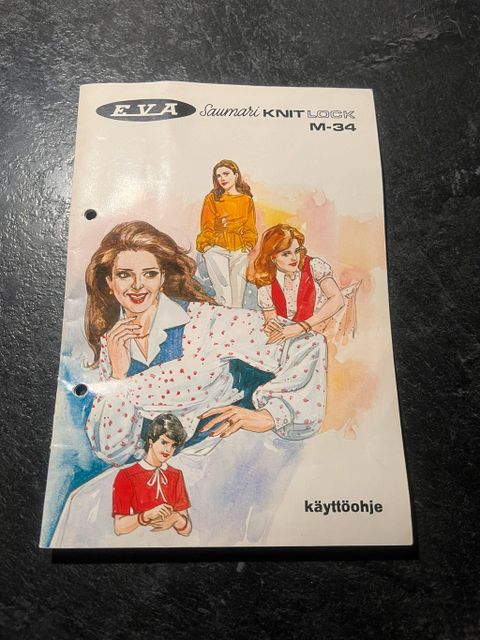 EVA Saumari KNIT LOCK
M-34
käyttöohje